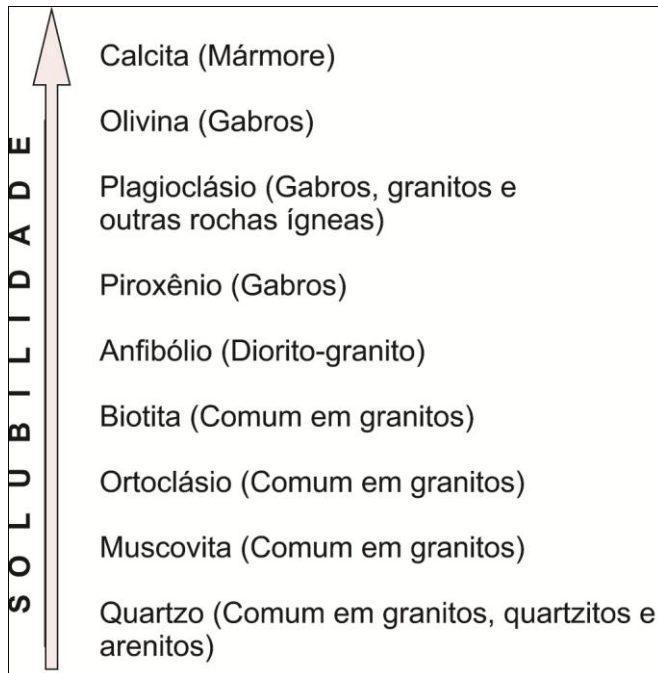 SOLUBILIDADE
Calcita (Mármore)
Olivina (Gabros)
Plagioclásio (Gabros, granitos e
outras rochas ígneas)
Piroxênio (Gabros)
Anfibólio (Diorito-granito)
Biotita (Comum em granitos)
Ortoclásio (Comum em granitos)
Muscovita (Comum em granitos)
Quartzo (Comum em granitos, quartzitos e
arenitos)